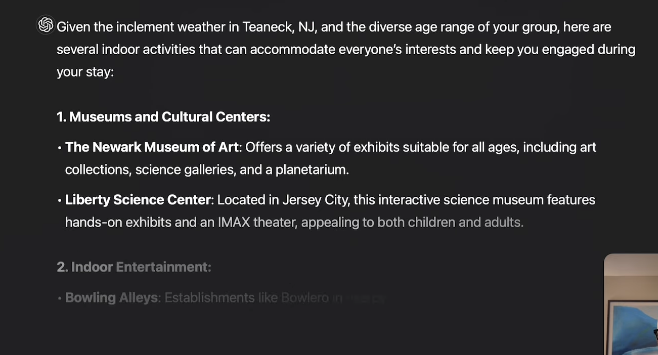 Given the inclement weather in Teaneck, NJ, and the diverse age range of your group, here are
several indoor activities that can accommodate everyone's interests and keep you engaged during
your stay:
1. Museums and Cultural Centers:
• The Newark Museum of Art: Offers a variety of exhibits suitable for all ages, including art
collections, science galleries, and a planetarium.
• Liberty Science Center: Located in Jersey City, this interactive science museum features
hands-on exhibits and an IMAX theater, appealing to both children and adults.
2. Indoor Entertainment:
• Bowling Alleys: Establishments like Bowlero in